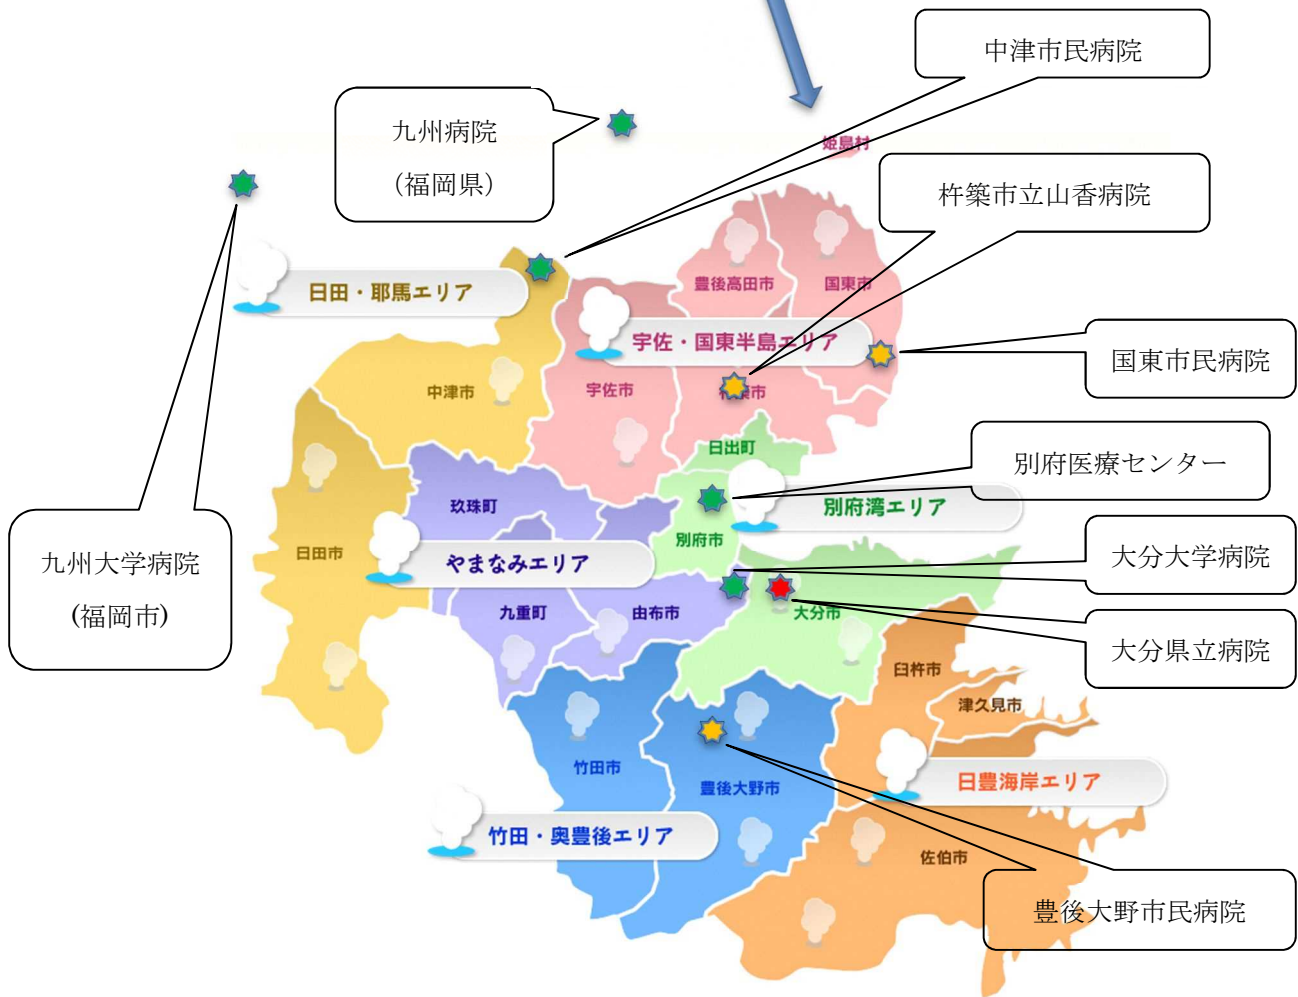 中津市民病院
九州病院
（福岡県）
姫島村
杵築市立山香病院
豊後高田市
国東市
日田・耶馬エリア
宇佐・国東半島エリア
国東市民病院
中津市
宇佐市
市
日出町
別府医療センター
玖珠町
別府湾エリア
別府市
日田市
やまなみエリア
大分大学病院
九州大学病院
(福岡市)
九重町
由布市
大分市
大分県立病院
臼杵市
津久見市
竹田市
豊後大野市
日豊海岸エリア
竹田・奥豊後エリア
佐伯市
豊後大野市民病院